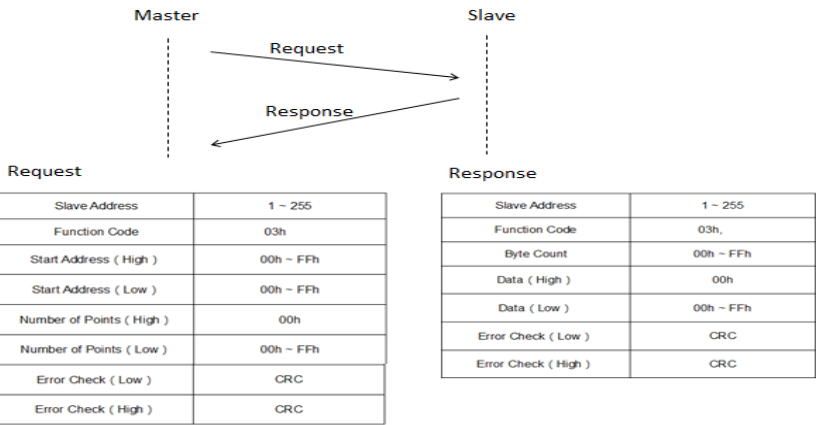 Master Slave
Request
Response
Request
Slave Address 1 ~ 255
Function Code 03h
Start Address ( High ) 00h ~ FFh
Start Address ( Low ) 00h ~ FFh
Number of Points ( High ) 00h
Number of Points ( Low ) 00h ~ FFh
Error Check ( Low ) CRC
Error Check ( High ) CRC
Response
Slave Address 1 ~ 255
Function Code 03h,
Byte Count 00h ~ FFh
Data ( High ) 00h
Data ( Low ) 00h ~ FFh
Error Check ( Low ) CRC
Error Check ( High ) CRC